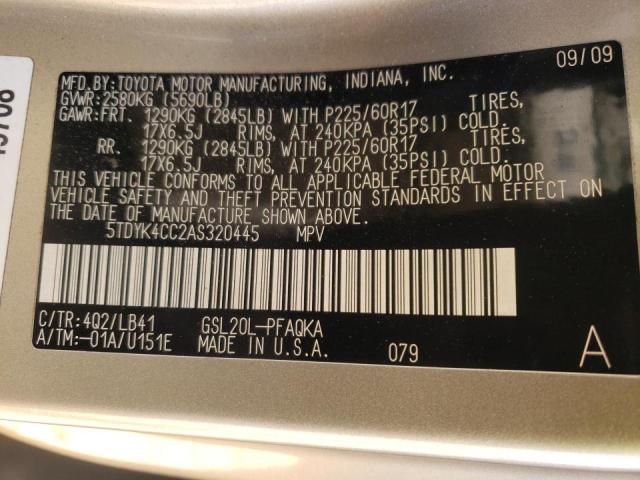 09/09
MFD.BY:TOYOTA MOTOR MANUFACTURING, INDIANA, INC.
GVWR:2580KG (5690LB)
GAWR:FRT. 1290KG (2845LB) WITH P225/60R17 TIRES,
17X6.5J RIMS, AT 240KPA (35PSI) COLD.
RR. 1290KG (2845LB) WITH P225/60R17 TIRES,
17X6.5J RIMS, AT 240KPA (35PSI) COLD.
THIS VEHICLE CONFORMS TO ALL APPLICABLE FEDERAL MOTOR
VEHICLE SAFETY AND THEFT PREVENTION STANDARDS IN EFFECT ON
THE DATE OF MANUFACTURE SHOWN ABOVE.
5TDYK4CC2AS320445 MPV
C/TR:4Q2/LB41 GSL20L-PFAQKA
A/TM:-01A/U151E MADE IN U.S.A. 079 A